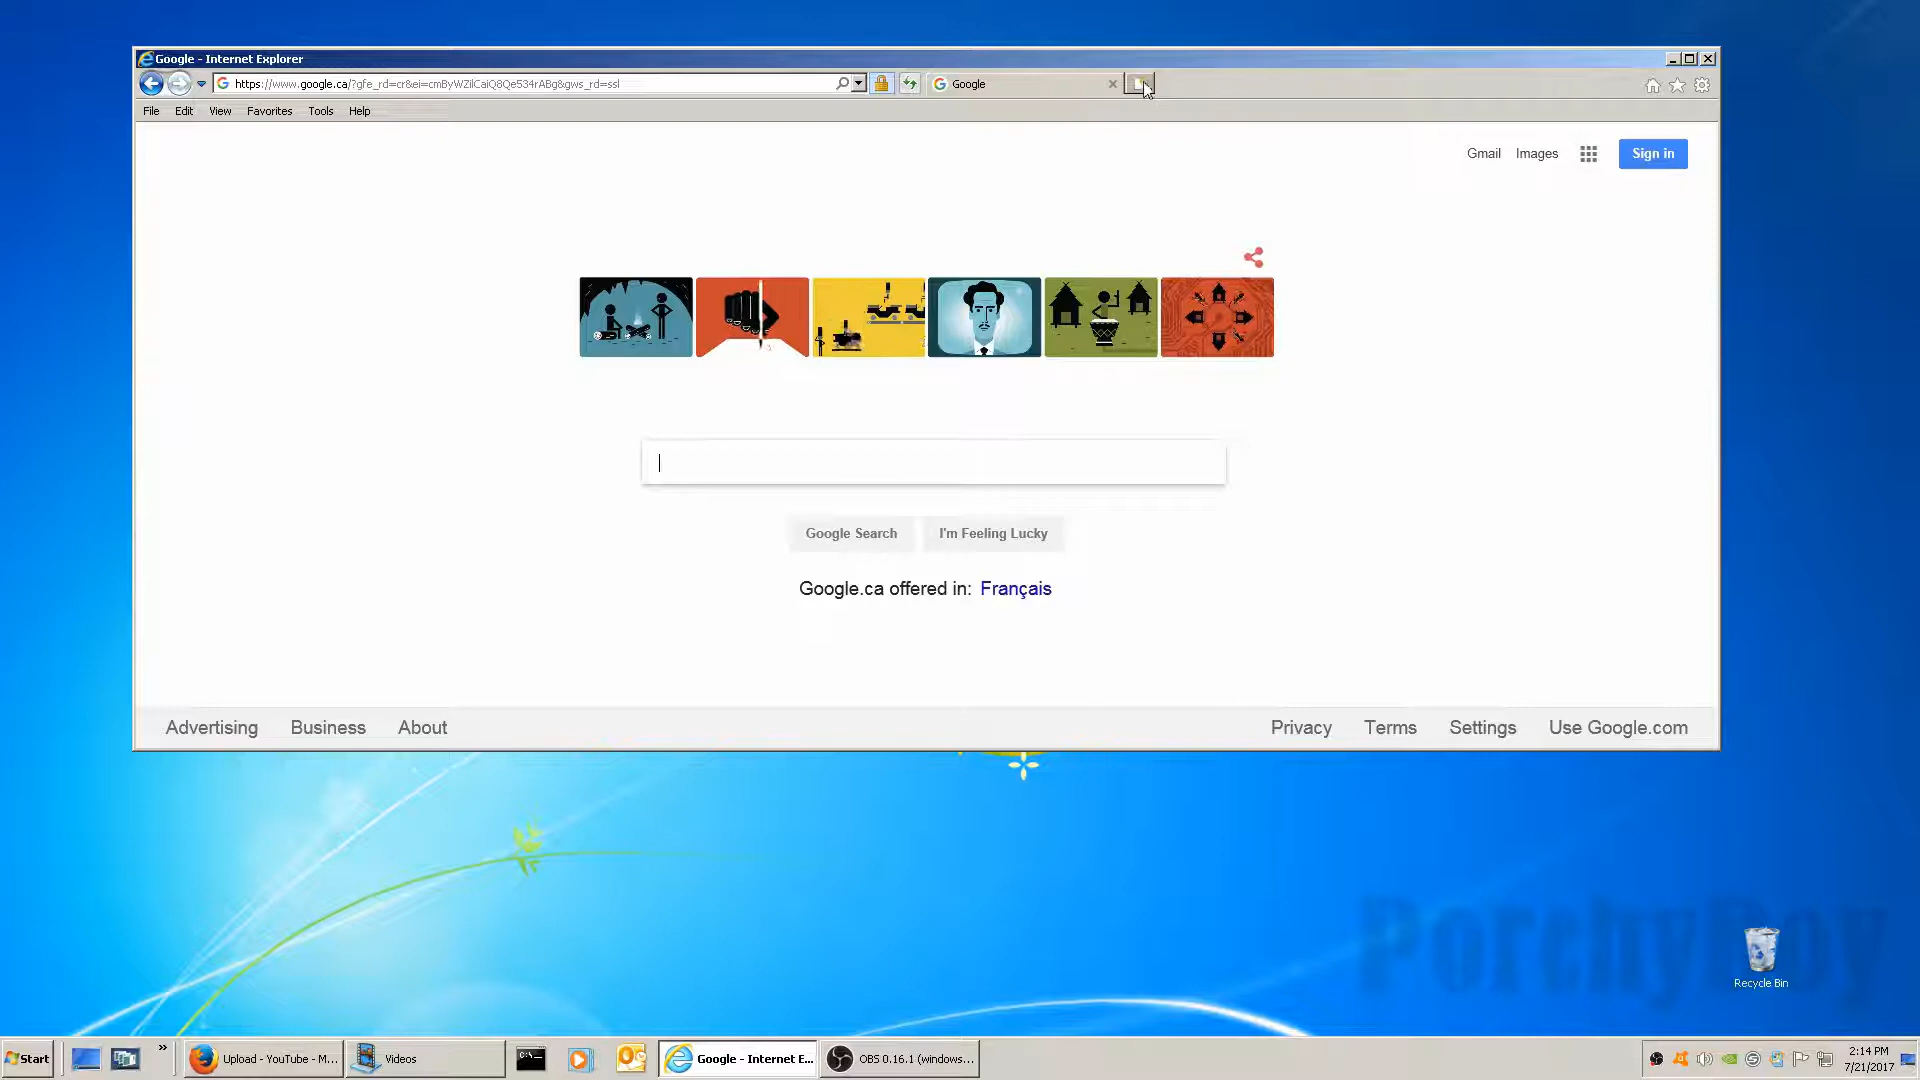 Google - Internet Explorer
https://www.google.ca/?gfe_rd=cr&ei=cmByWZilCaiQ8Qe534rABg&gws_rd=ssl
Google
File Edit View Favorites Tools Help
Gmail Images Sign in
Google Search I'm Feeling Lucky
Google.ca offered in: Français
Advertising Business About Privacy Terms Settings Use Google.com
PorchyBoy
Recycle Bin
Start
Upload - YouTube - M...
Videos
C:\
Google - Internet E...
OBS 0.16.1 (windows...
2:14 PM
7/21/2017